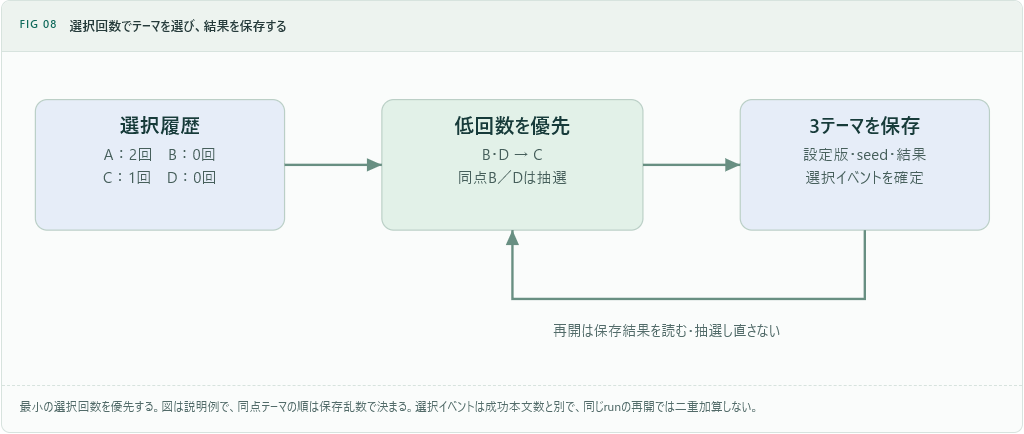 FIG 08 選択回数でテーマを選び、結果を保存する
選択履歴
A：2回 B：0回
C：1回 D：0回
低回数を優先
B·D → C
同点B／Dは抽選
3テーマを保存
設定版·seed·結果
選択イベントを確定
再開は保存結果を読む·抽選し直さない
最小の選択回数を優先する。図は説明例で、同点テーマの順は保存乱数で決まる。選択イベントは成功本文数と別で、同じrunの再開では二重加算しない。